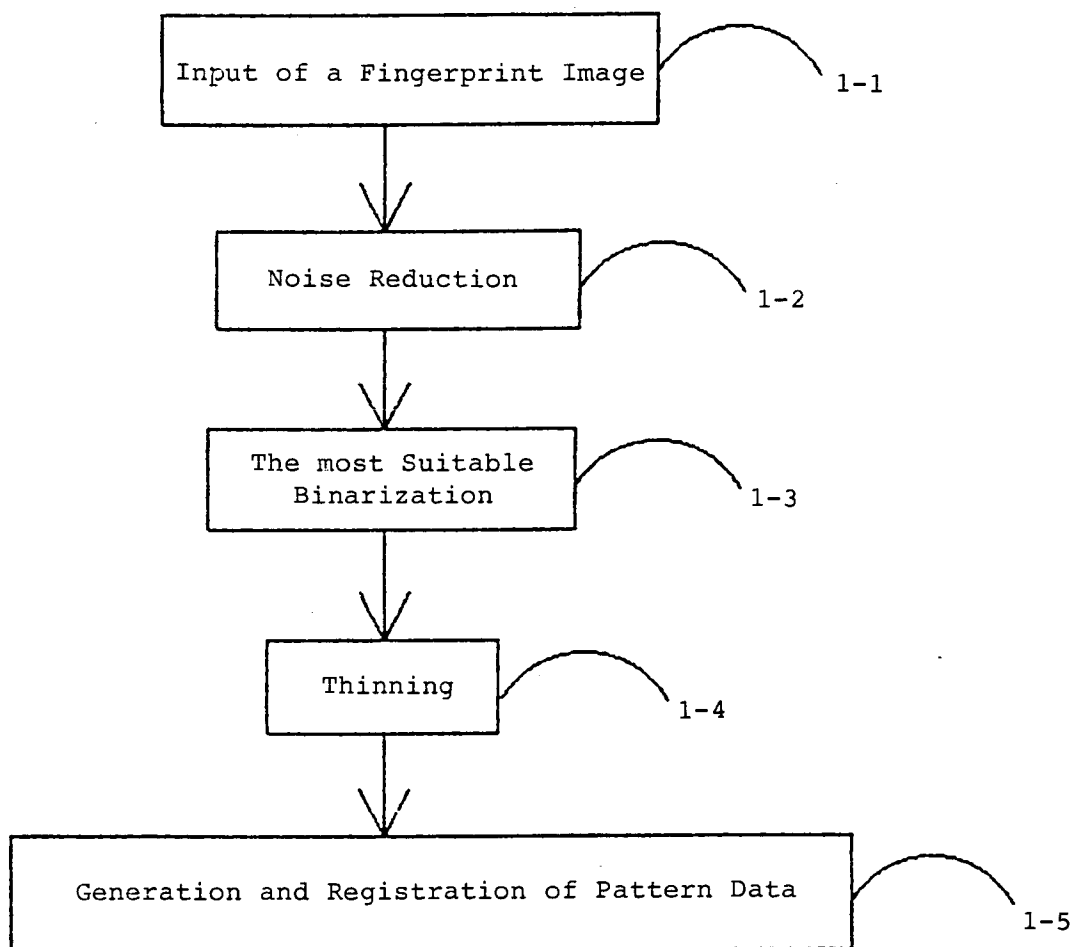 Input of a Fingerprint Image
1-1
Noise Reduction
1-2
The most Suitable
Binarization
1-3
Thinning
1-4
Generation and Registration of Pattern Data
1-5